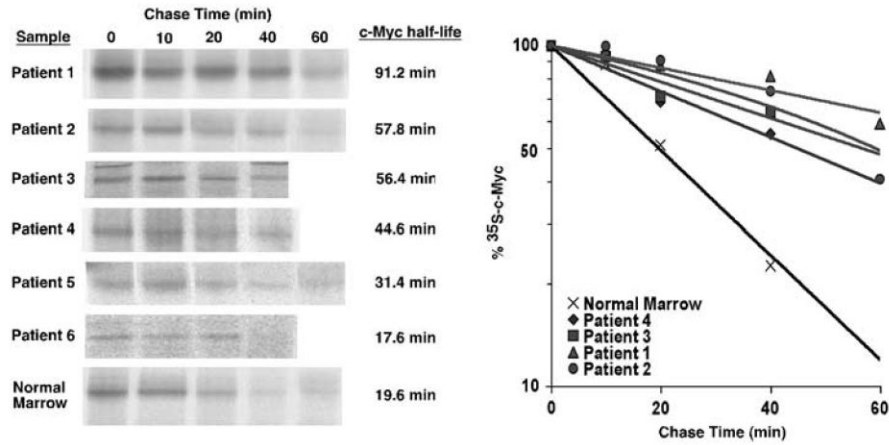 Chase Time (min)
Sample 0 10 20 40 60 c-Myc half-life
Patient 1 91.2 min
Patient 2 57.8 min
Patient 3 56.4 min
Patient 4 44.6 min
Patient 5 31.4 min
Patient 6 17.6 min
Normal
Marrow 19.6 min
100
50
10
% 35S-c-Myc
Normal Marrow
Patient 4
Patient 3
Patient 1
Patient 2
0 20 40 60
Chase Time (min)